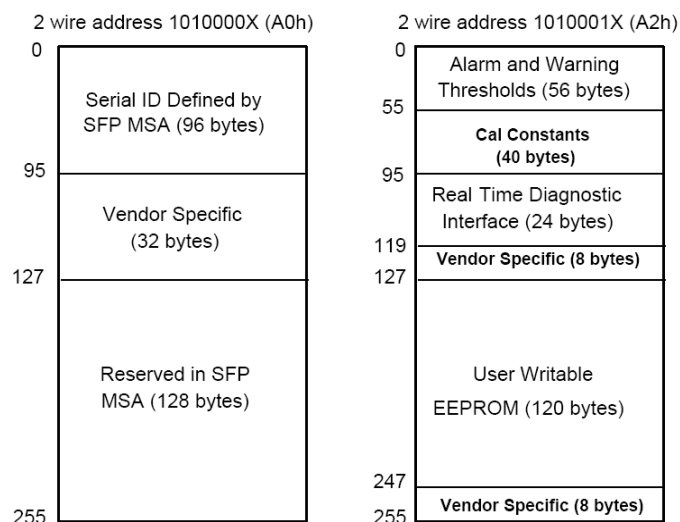 2 wire address 1010000X (A0h)
0
Serial ID Defined by
SFP MSA (96 bytes)
95
Vendor Specific
(32 bytes)
127
Reserved in SFP
MSA (128 bytes)
255
2 wire address 1010001X (A2h)
0
Alarm and Warning
Thresholds (56 bytes)
55
Cal Constants
(40 bytes)
95
Real Time Diagnostic
Interface (24 bytes)
119
Vendor Specific (8 bytes)
127
User Writable
EEPROM (120 bytes)
247
Vendor Specific (8 bytes)
255